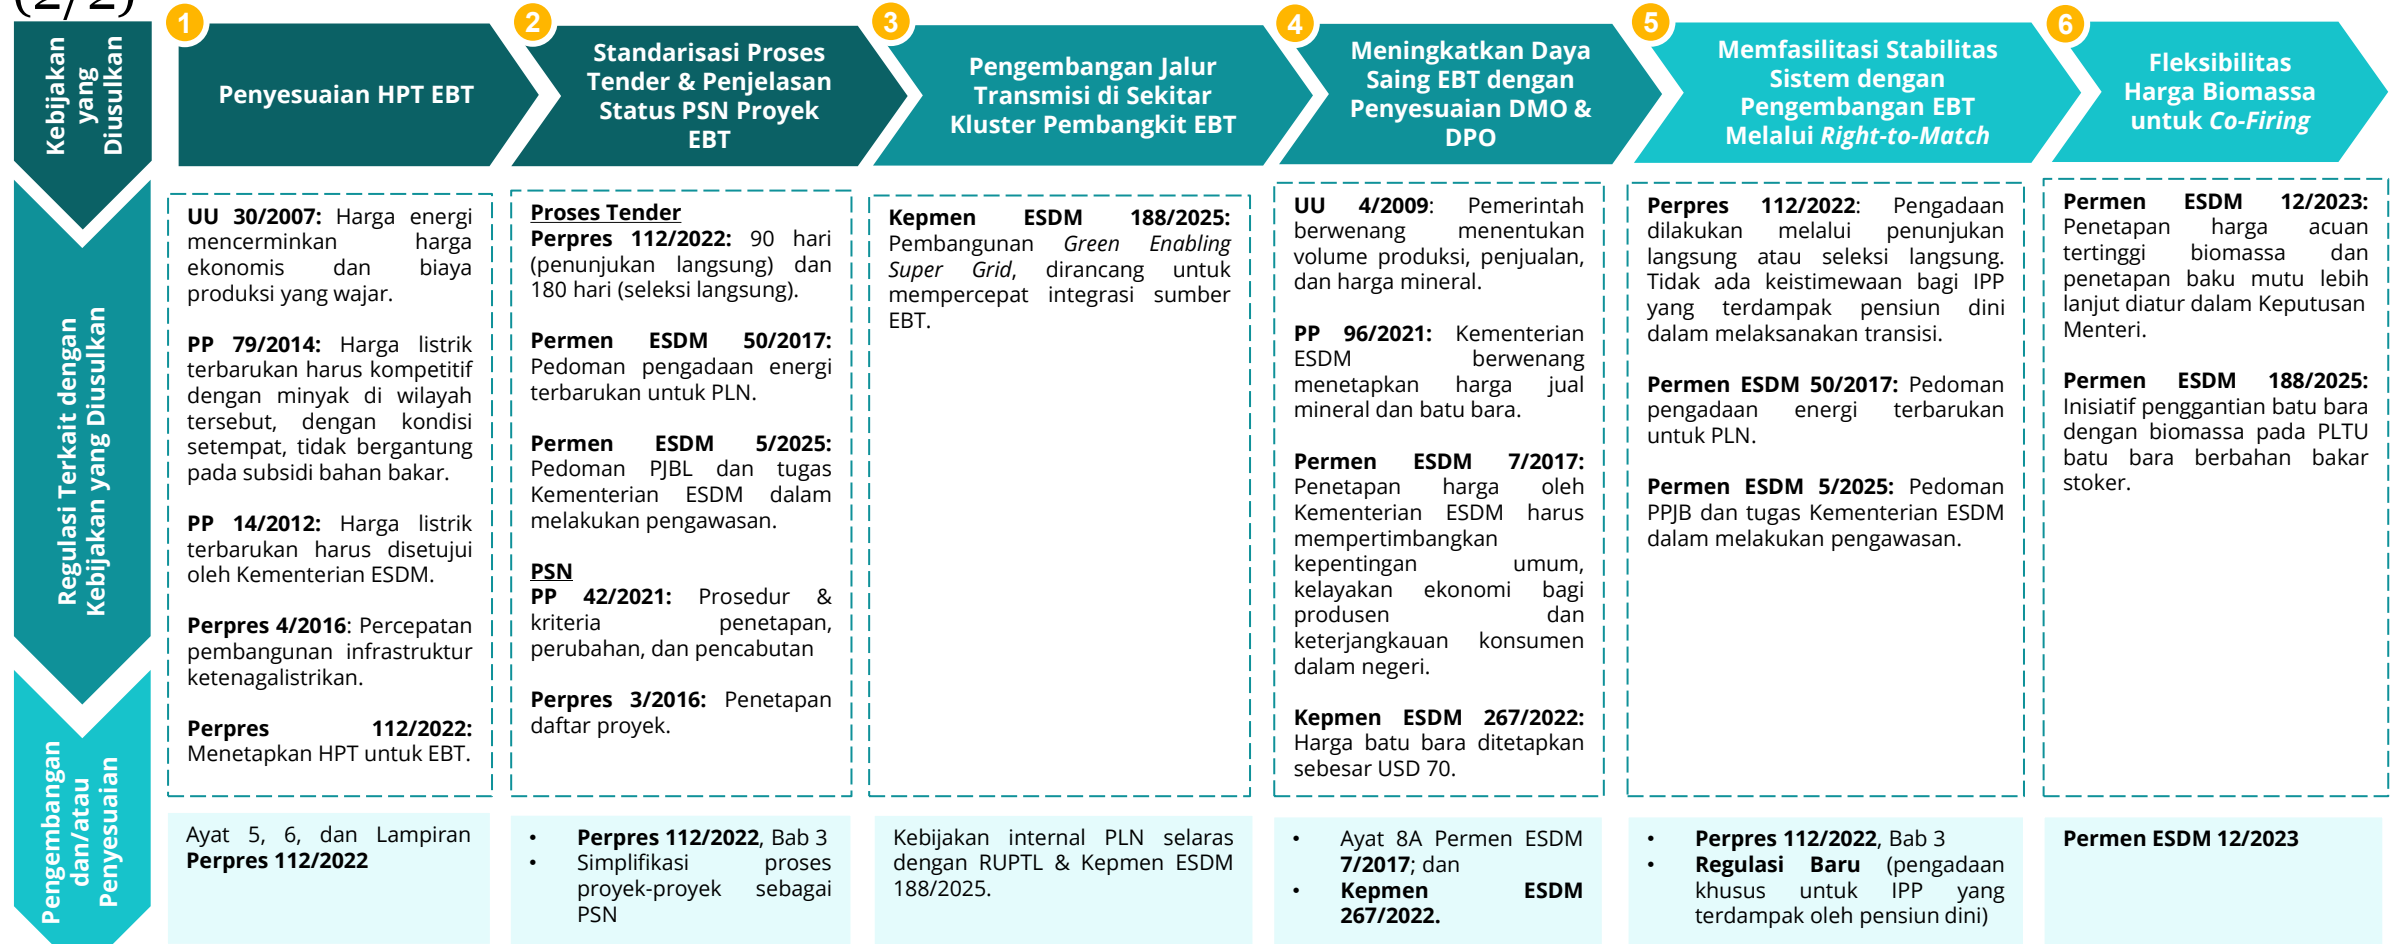 (2/2)
Kebijakan
yang
Diusulkan
1
Penyesuaian HPT EBT
2
Standarisasi Proses
Tender & Penjelasan
Status PSN Proyek
EBT
3
Pengembangan Jalur
Transmisi di Sekitar
Kluster Pembangkit EBT
4
Meningkatkan Daya
Saing EBT dengan
Penyesuaian DMO &
DPO
5
Memfasilitasi Stabilitas
Sistem dengan
Pengembangan EBT
Melalui Right-to-Match
6
Fleksibilitas
Harga Biomassa
untuk Co-Firing
Regulasi Terkait dengan
Kebijakan yang Diusulkan
UU 30/2007: Harga energi
mencerminkan harga
ekonomis dan biaya
produksi yang wajar.
PP 79/2014: Harga listrik
terbarukan harus kompetitif
dengan minyak di wilayah
tersebut, dengan kondisi
setempat, tidak bergantung
pada subsidi bahan bakar.
PP 14/2012: Harga listrik
terbarukan harus disetujui
oleh Kementerian ESDM.
Perpres 4/2016: Percepatan
pembangunan infrastruktur
ketenagalistrikan.
Perpres 112/2022:
Menetapkan HPT untuk EBT.
Proses Tender
Perpres 112/2022: 90 hari
(penunjukan langsung) dan
180 hari (seleksi langsung).
Permen ESDM 50/2017:
Pedoman pengadaan energi
terbarukan untuk PLN.
Permen ESDM 5/2025:
Pedoman PJBL dan tugas
Kementerian ESDM dalam
melakukan pengawasan.
PSN
PP 42/2021: Prosedur &
kriteria penetapan,
perubahan, dan pencabutan
Perpres 3/2016: Penetapan
daftar proyek.
Kepmen ESDM 188/2025:
Pembangunan Green Enabling
Super Grid, dirancang untuk
mempercepat integrasi sumber
EBT.
UU 4/2009: Pemerintah
berwenang menentukan
volume produksi, penjualan,
dan harga mineral.
PP 96/2021: Kementerian
ESDM berwenang
menetapkan harga jual
mineral dan batu bara.
Permen ESDM 7/2017:
Penetapan harga oleh
Kementerian ESDM harus
mempertimbangkan
kepentingan umum,
kelayakan ekonomi bagi
produsen dan
keterjangkauan konsumen
dalam negeri.
Kepmen ESDM 267/2022:
Harga batu bara ditetapkan
sebesar USD 70.
Perpres 112/2022: Pengadaan
dilakukan melalui penunjukan
langsung atau seleksi langsung.
Tidak ada keistimewaan bagi IPP
yang terdampak pensiun dini
dalam melaksanakan transisi.
Permen ESDM 50/2017: Pedoman
pengadaan energi terbarukan
untuk PLN.
Permen ESDM 5/2025: Pedoman
PPJB dan tugas Kementerian ESDM
dalam melakukan pengawasan.
Permen ESDM 12/2023:
Penetapan harga acuan
tertinggi biomassa dan
penetapan baku mutu lebih
lanjut diatur dalam Keputusan
Menteri.
Permen ESDM 188/2025:
Inisiatif penggantian batu bara
dengan biomassa pada PLTU
batu bara berbahan bakar
stoker.
Pengembangan
dan/atau
Penyesuaian
Ayat 5, 6, dan Lampiran
Perpres 112/2022
• Perpres 112/2022, Bab 3
• Simplifikasi proses
proyek-proyek sebagai
PSN
Kebijakan internal PLN selaras
dengan RUPTL & Kepmen ESDM
188/2025.
• Ayat 8A Permen ESDM
7/2017; dan
• Kepmen ESDM
267/2022.
• Perpres 112/2022, Bab 3
• Regulasi Baru (pengadaan
khusus untuk IPP yang
terdampak oleh pensiun dini)
Permen ESDM 12/2023